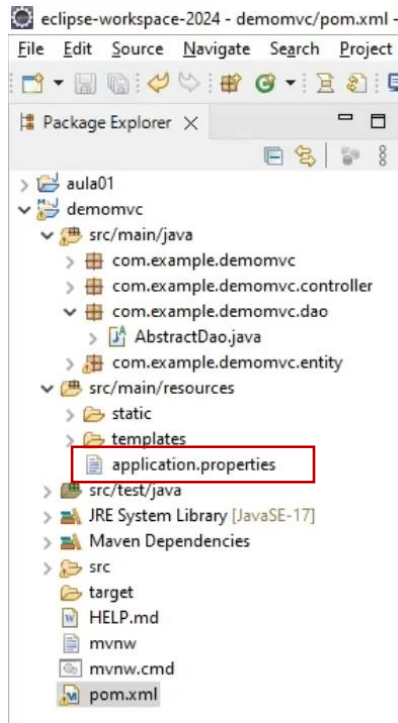 eclipse-workspace-2024 - demomvc/pom.xml -
File Edit Source Navigate Search Project
Package Explorer
aula01
demomvc
src/main/java
com.example.demomvc
com.example.demomvc.controller
com.example.demomvc.dao
AbstractDao.java
com.example.demomvc.entity
src/main/resources
static
templates
application.properties
src/test/java
JRE System Library [JavaSE-17]
Maven Dependencies
src
target
HELP.md
mvnw
mvnw.cmd
pom.xml